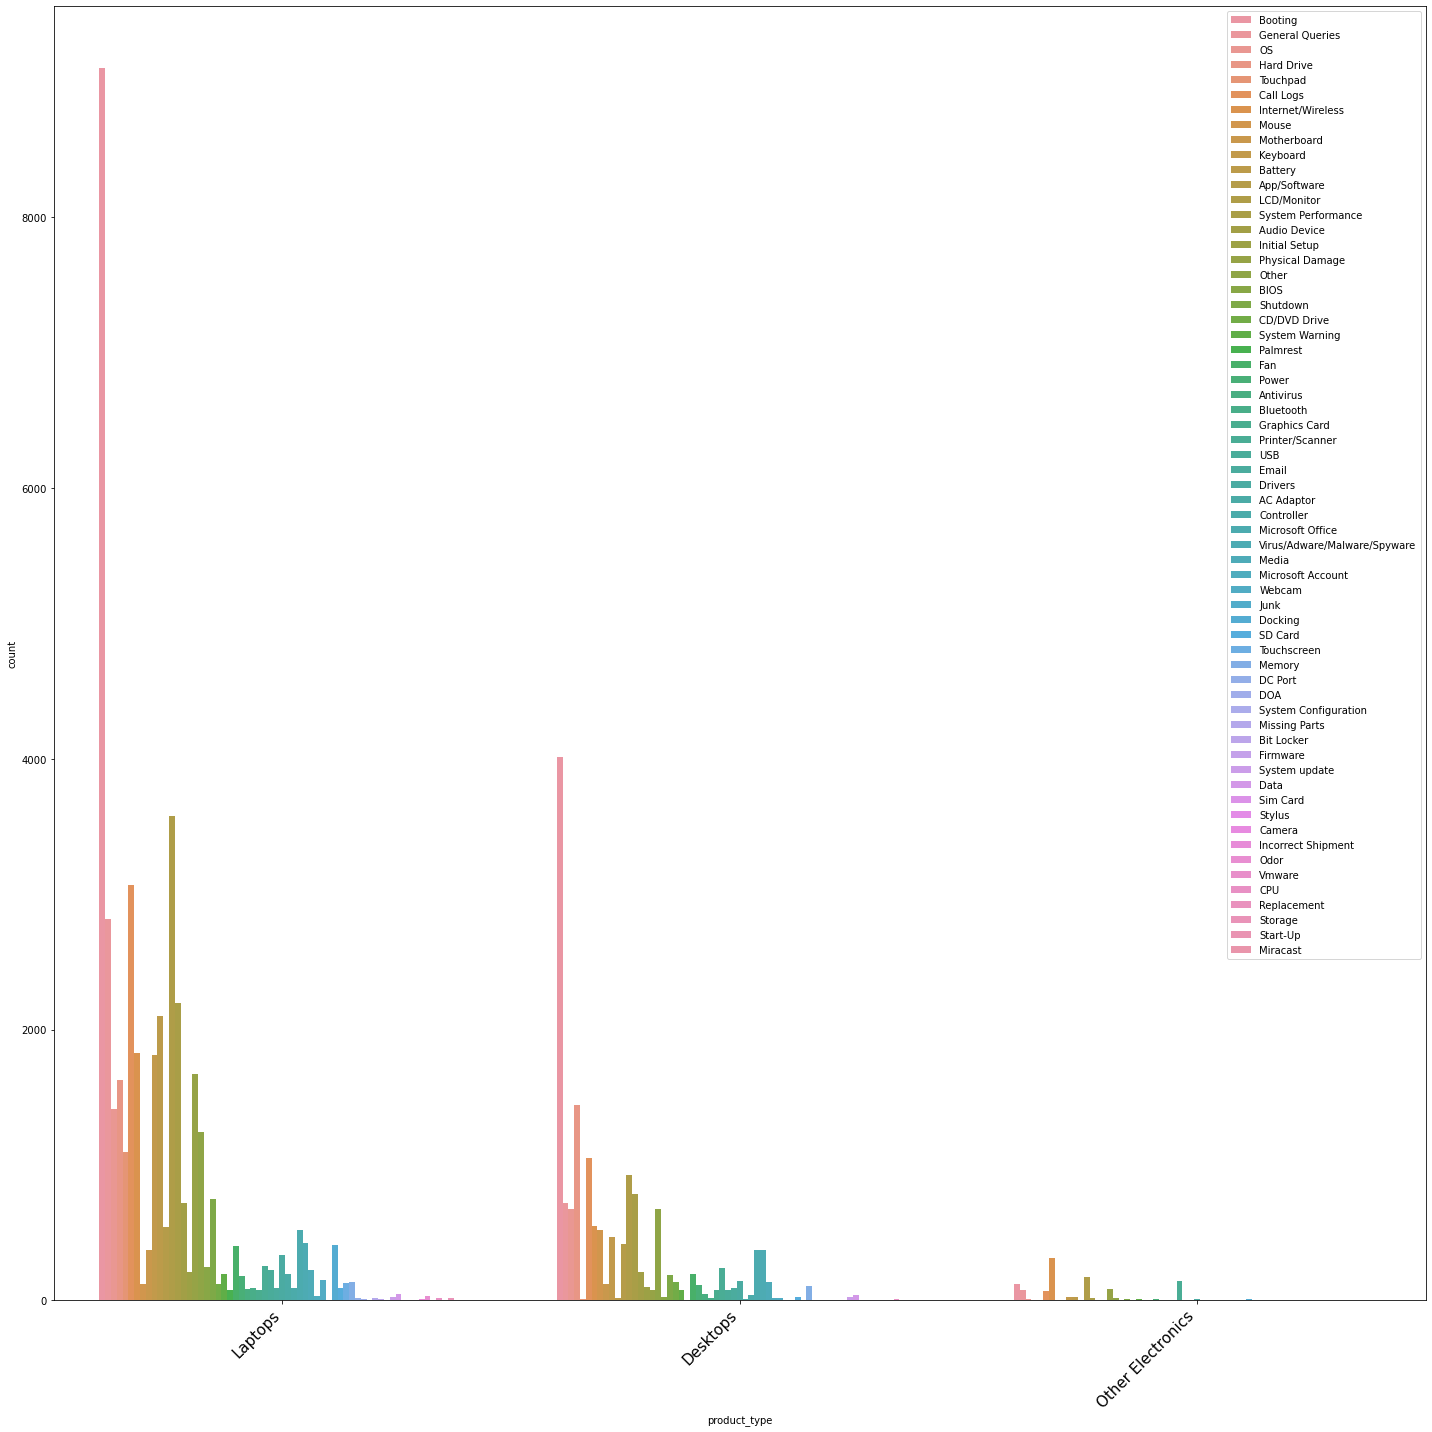 Booting
General Queries
OS
Hard Drive
Touchpad
Call Logs
Internet/Wireless
Mouse
Motherboard
Keyboard
Battery
App/Software
LCD/Monitor
System Performance
Audio Device
Initial Setup
Physical Damage
Other
BIOS
Shutdown
CD/DVD Drive
System Warning
Palmrest
Fan
Power
Antivirus
Bluetooth
Graphics Card
Printer/Scanner
USB
Email
Drivers
AC Adaptor
Controller
Microsoft Office
Virus/Adware/Malware/Spyware
Media
Microsoft Account
Webcam
Junk
Docking
SD Card
Touchscreen
Memory
DC Port
DOA
System Configuration
Missing Parts
Bit Locker
Firmware
System update
Data
Sim Card
Stylus
Camera
Incorrect Shipment
Odor
Vmware
CPU
Replacement
Storage
Start-Up
Miracast
8000
6000
4000
2000
0
count
Laptops
Desktops
Other Electronics
product_type